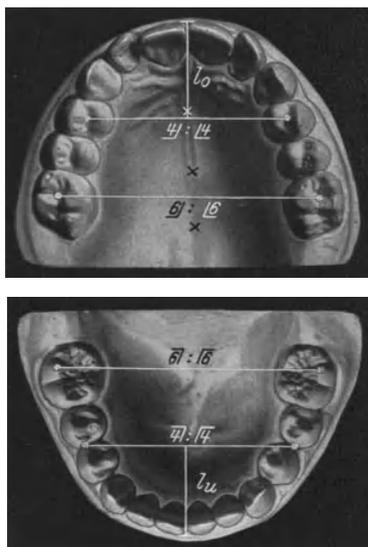 lo
4⏌ : ⎿4
6⏌ : ⎿6
6⏋ : ⎾6
4⏋ : ⎾4
lu